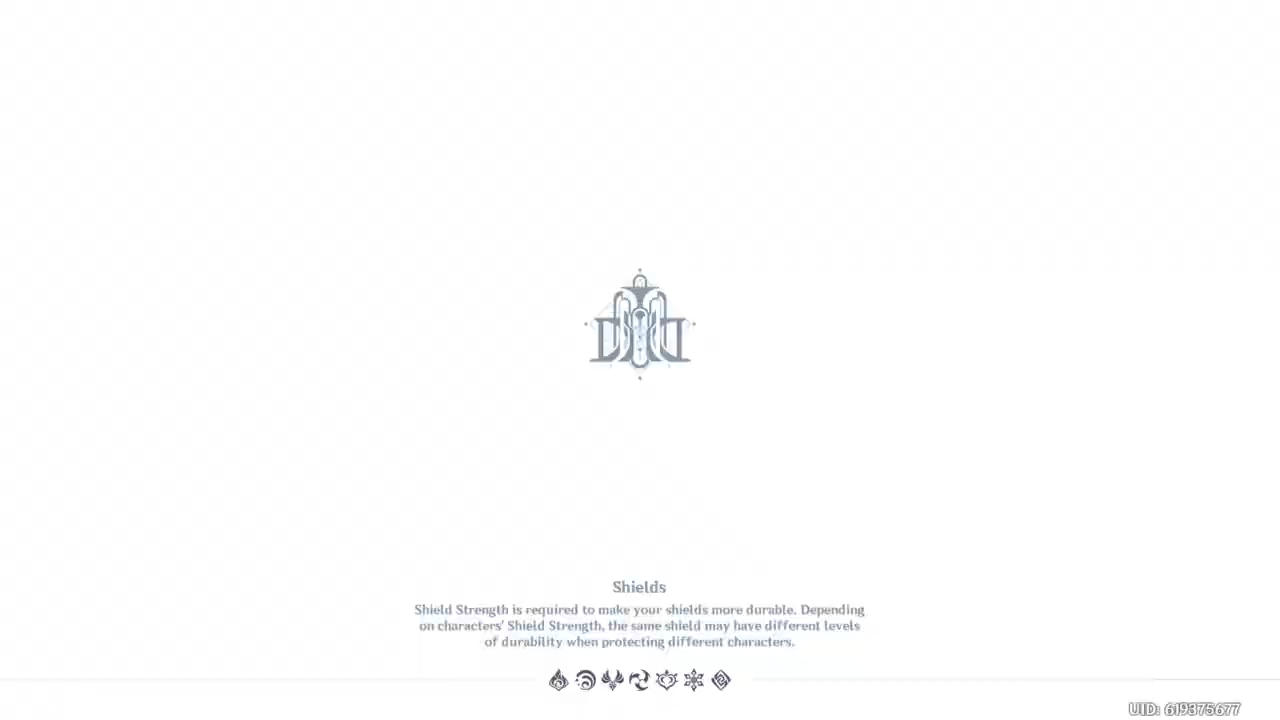 Shields
Shield Strength is required to make your shields more durable. Depending
on characters' Shield Strength, the same shield may have different levels
of durability when protecting different characters.
UID: 619375677